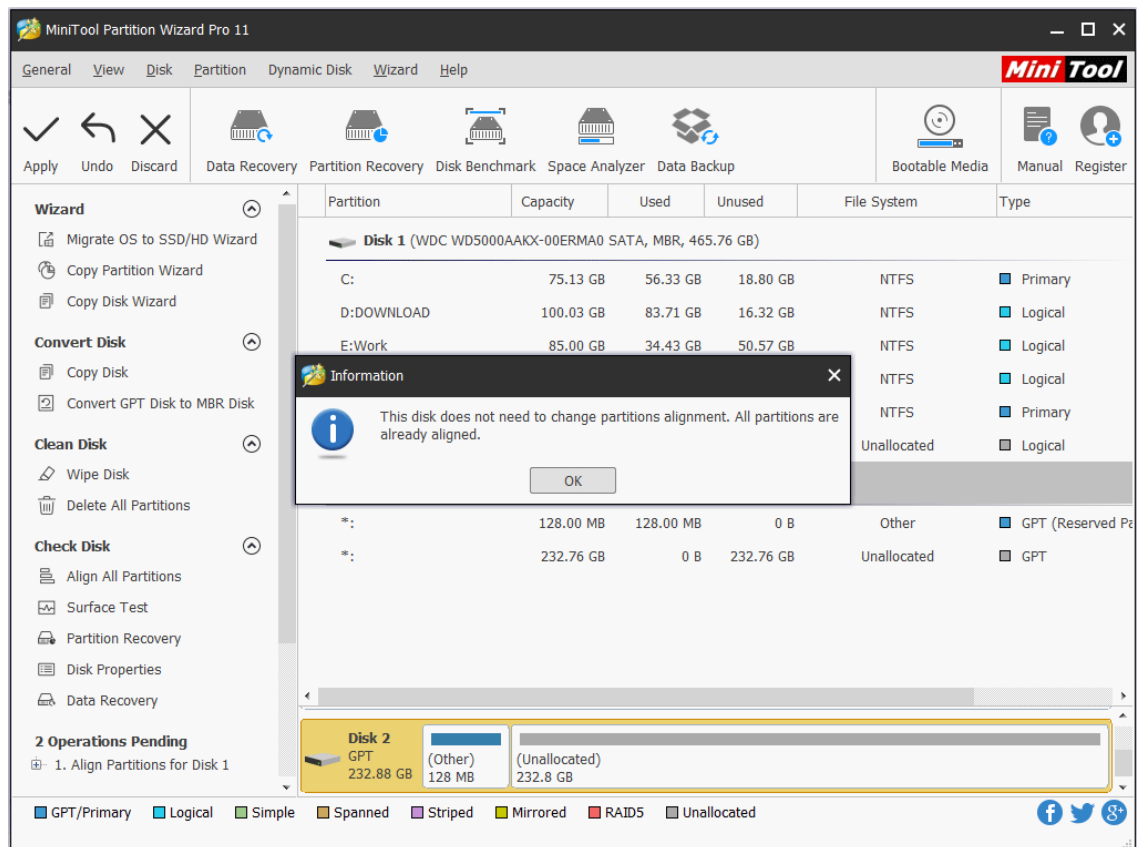 MiniTool Partition Wizard Pro 11
General View Disk Partition Dynamic Disk Wizard Help
Mini Tool
Apply Undo Discard Data Recovery Partition Recovery Disk Benchmark Space Analyzer Data Backup Bootable Media Manual Register
Wizard
Migrate OS to SSD/HD Wizard
Copy Partition Wizard
Copy Disk Wizard
Convert Disk
Copy Disk
Convert GPT Disk to MBR Disk
Clean Disk
Wipe Disk
Delete All Partitions
Check Disk
Align All Partitions
Surface Test
Partition Recovery
Disk Properties
Data Recovery
2 Operations Pending
1. Align Partitions for Disk 1
Partition Capacity Used Unused File System Type
Disk 1 (WDC WD5000AAKX-00ERMA0 SATA, MBR, 465.76 GB)
C: 75.13 GB 56.33 GB 18.80 GB NTFS Primary
D:DOWNLOAD 100.03 GB 83.71 GB 16.32 GB NTFS Logical
E:Work 85.00 GB 34.43 GB 50.57 GB NTFS Logical
NTFS Logical
NTFS Primary
Unallocated Logical
Information
This disk does not need to change partitions alignment. All partitions are
already aligned.
OK
*: 128.00 MB 128.00 MB 0 B Other GPT (Reserved Pa
*: 232.76 GB 0 B 232.76 GB Unallocated GPT
Disk 2
GPT
232.88 GB
(Other)
128 MB
(Unallocated)
232.8 GB
GPT/Primary Logical Simple Spanned Striped Mirrored RAID5 Unallocated
f
8+